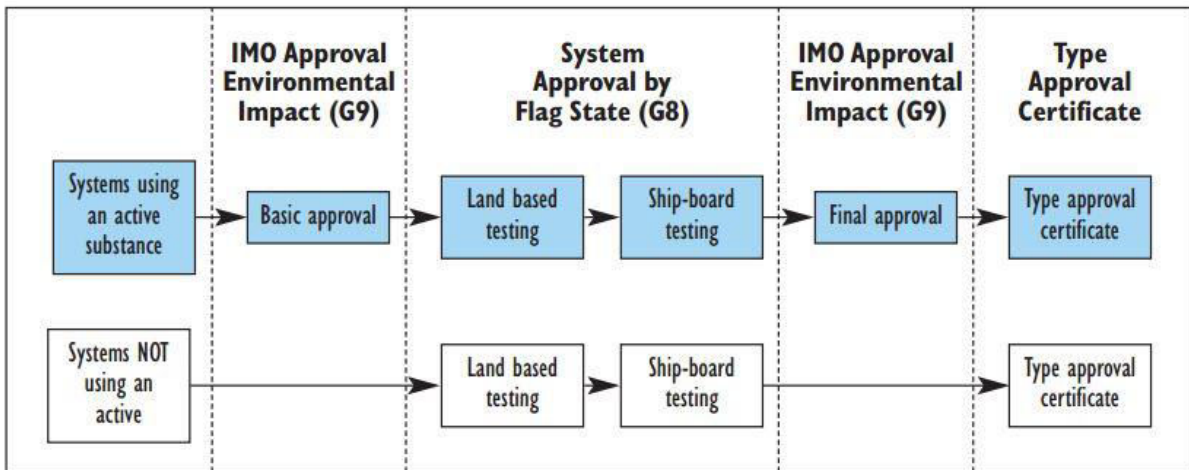 IMO Approval
Environmental
Impact (G9)
System
Approval by
Flag State (G8)
IMO Approval
Environmental
Impact (G9)
Type
Approval
Certificate
Systems using
an active
substance
Basic approval
Land based
testing
Ship-board
testing
Final approval
Type approval
certificate
Systems NOT
using an
active
Land based
testing
Ship-board
testing
Type approval
certificate